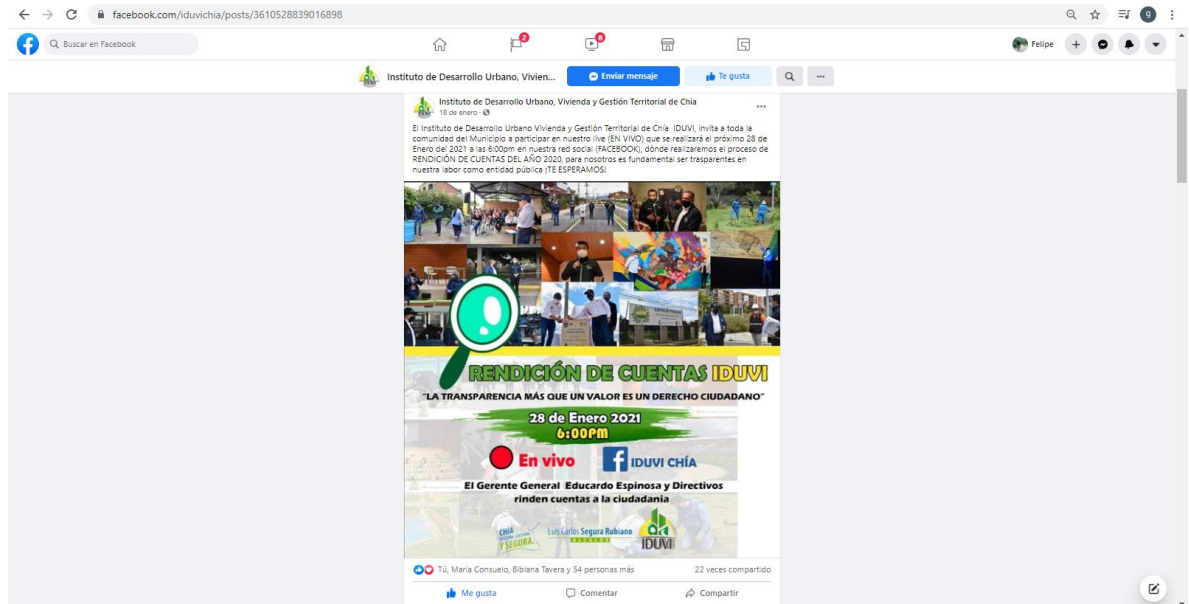 facebook.com/iduvichia/posts/3610528839016898
g
Buscar en Facebook
2
8
Felipe
Instituto de Desarrollo Urbano, Vivien...
Enviar mensaje
Te gusta
Instituto de Desarrollo Urbano, Vivienda y Gestión Territorial de Chía
18 de enero ·
El Instituto de Desarrollo Urbano Vivienda y Gestión Territorial de Chía IDUVI, invita a toda la
comunidad del Municipio a participar en nuestro live (EN VIVO) que se realizará el próximo 28 de
Enero del 2021 a las 6:00pm en nuestra red social (FACEBOOK), dónde realizaremos el proceso de
RENDICIÓN DE CUENTAS DEL AÑO 2020, para nosotros es fundamental ser trasparentes en
nuestra labor como entidad pública ¡TE ESPERAMOS!
RENDICIÓN DE CUENTAS IDUVI
"LA TRANSPARENCIA MÁS QUE UN VALOR ES UN DERECHO CIUDADANO"
28 de Enero 2021
6:00PM
En vivo
IDUVI CHÍA
El Gerente General Educardo Espinosa y Directivos
rinden cuentas a la ciudadania
CHÍA
Y SEGURA.
Luis Carlos Segura Rubiano
ALCALDE
IDUVI
Tú, Maria Consuelo, Bibiana Tavera y 54 personas más
22 veces compartido
Me gusta
Comentar
Compartir